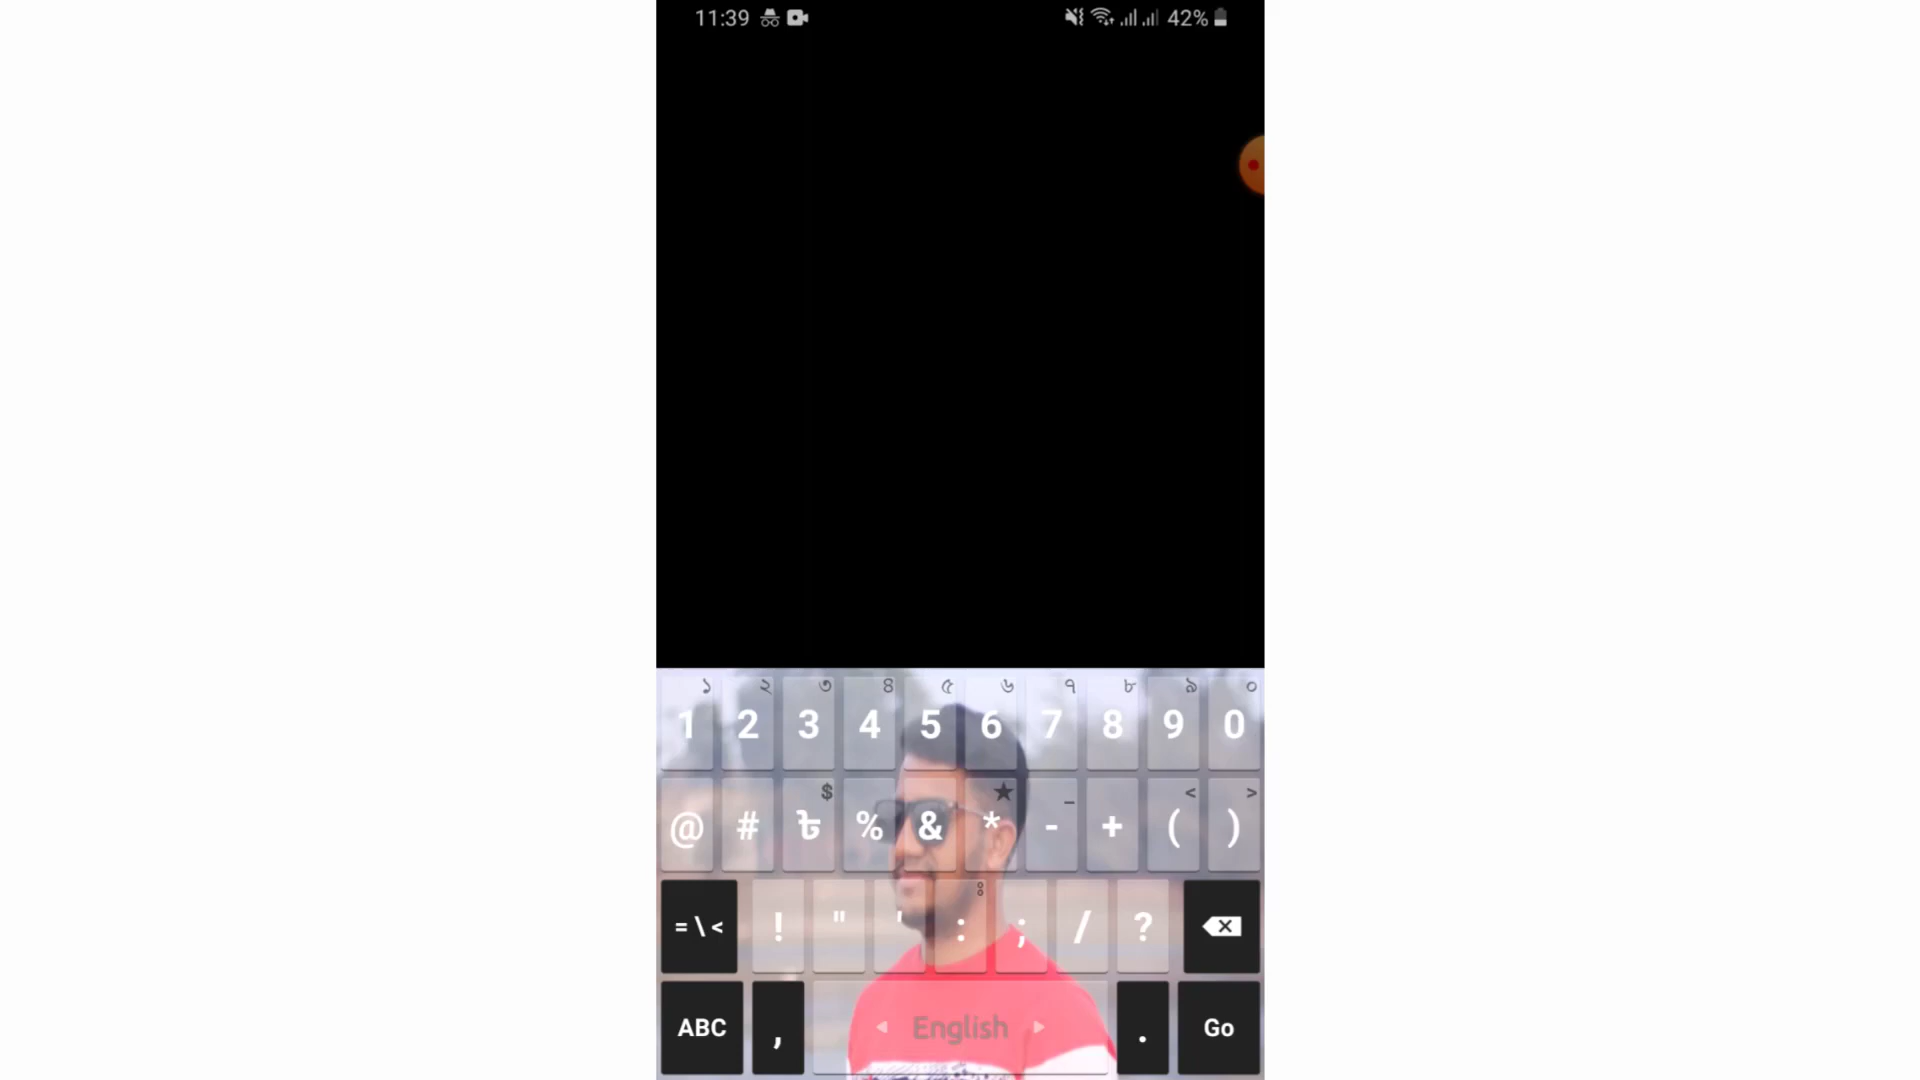 11:39 42%
১ ২ ৩ ৪ ৫ ৬ ৭ ৮ ৯ ০
1 2 3 4 5 6 7 8 9 0
$ ★ _ < >
@ # ৳ % & * - + ( )
= \ < ! " ' : ; / ?
ABC , English . Go